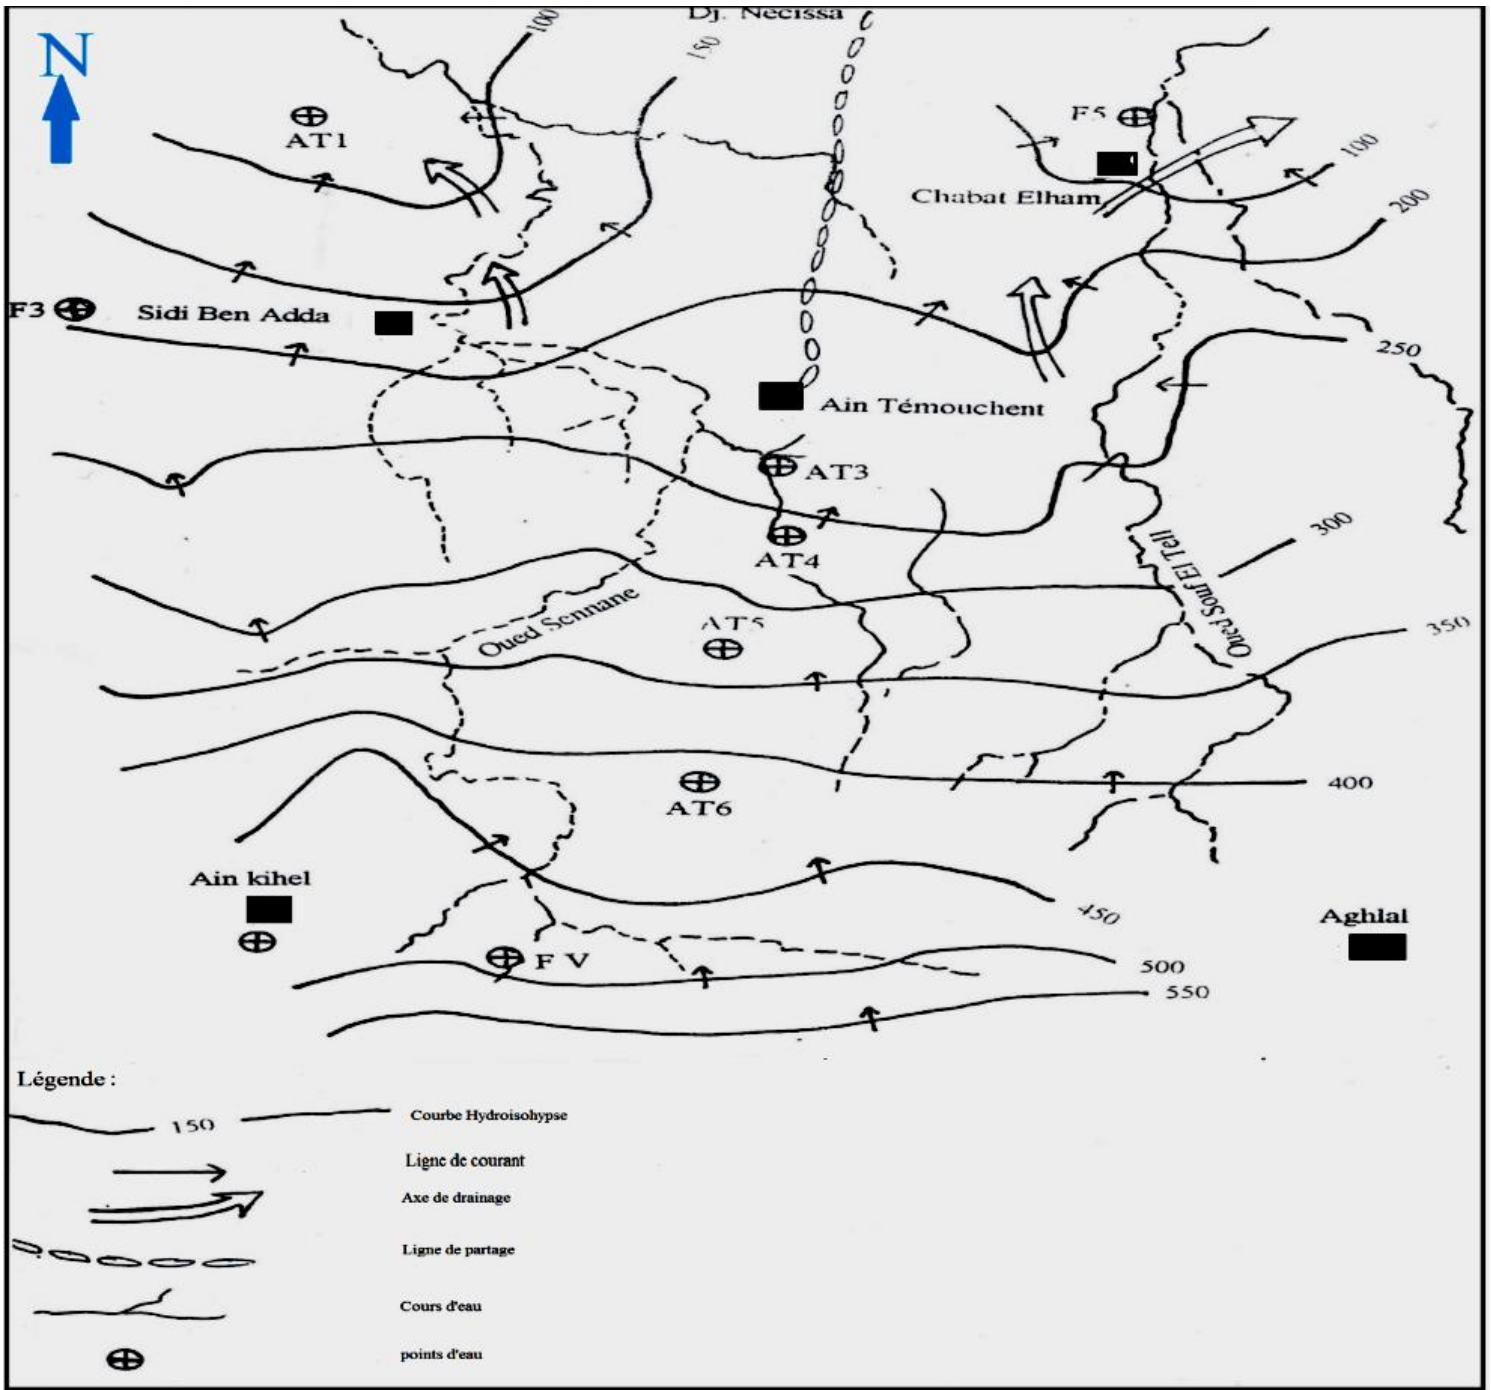 Dj. Necissa
100
150
N
AT1
F5
100
Chabat Elham
200
F3
Sidi Ben Adda
250
Ain Témouchent
AT3
300
AT4
Oued Souf El Tell
Oued Sennane
AT5
350
AT6
400
Ain kihel
450
Aghlal
F V
500
550
Légende :
150
Courbe Hydroisohypse
Ligne de courant
Axe de drainage
Ligne de partage
Cours d'eau
points d'eau